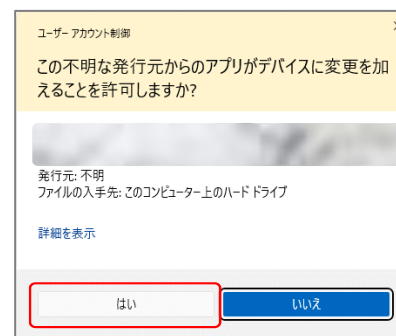 ユーザー アカウント制御
この不明な発行元からのアプリがデバイスに変更を加
えることを許可しますか?
発行元: 不明
ファイルの入手先: このコンピューター上のハード ドライブ
詳細を表示
はい
いいえ